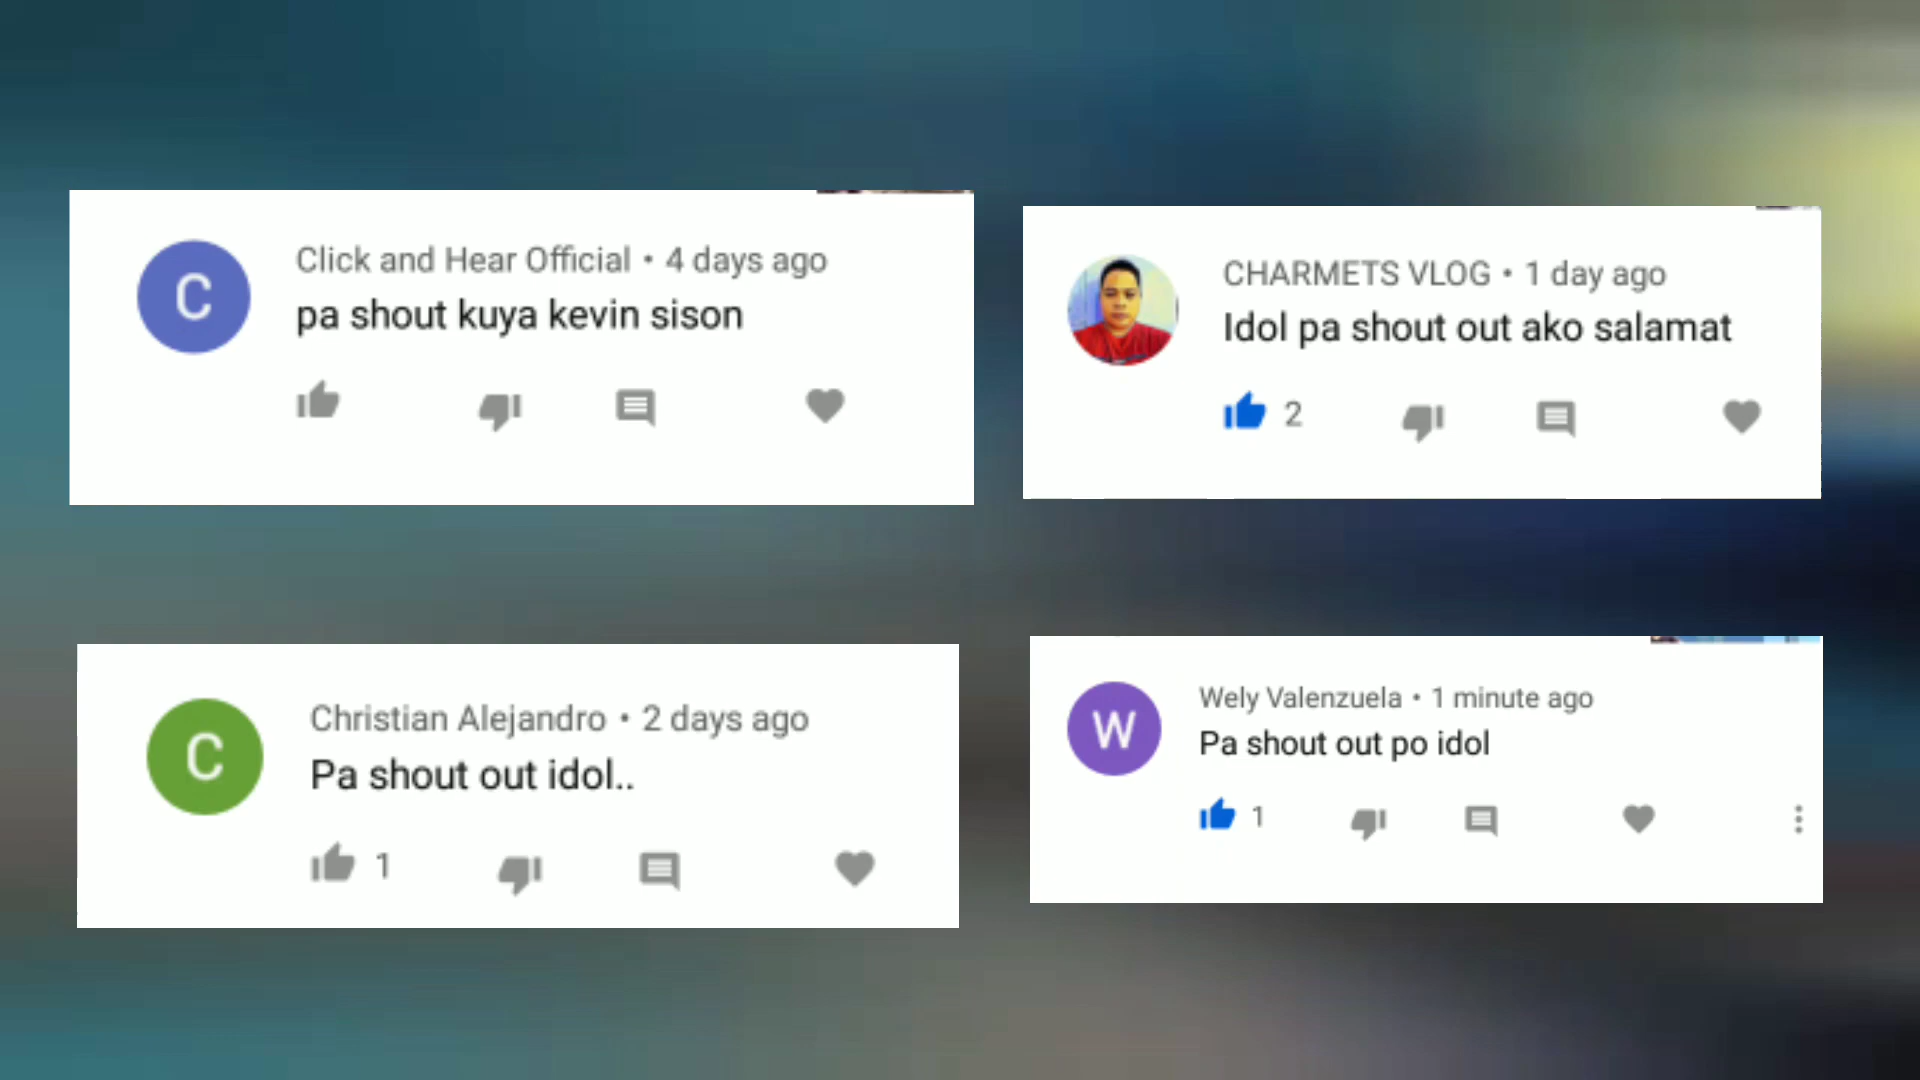 C
Click and Hear Official • 4 days ago
pa shout kuya kevin sison
CHARMETS VLOG • 1 day ago
Idol pa shout out ako salamat
2
C
Christian Alejandro • 2 days ago
Pa shout out idol..
1
W
Wely Valenzuela • 1 minute ago
Pa shout out po idol
1